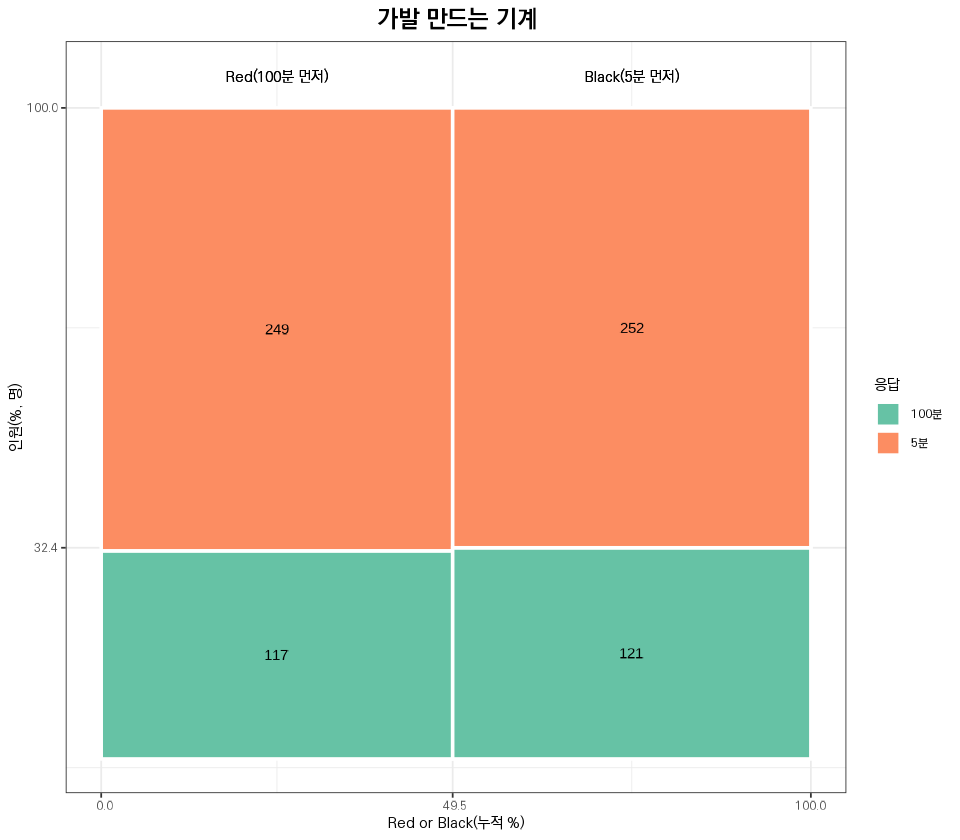 가발 만드는 기계
Red(100분 먼저)
Black(5분 먼저)
100.0
249
252
인원(%, 명)
응답
100분
5분
32.4
117
121
0.0
49.5
100.0
Red or Black(누적 %)